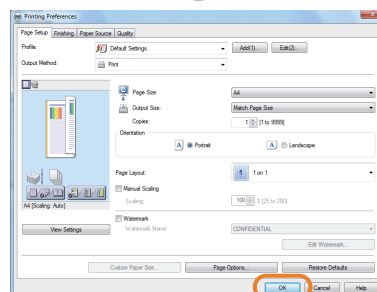 Printing Preferences
Page Setup Finishing Paper Source Quality
Profile: Default Settings Add(1)... Edit(2)...
Output Method: Print
Page Size: A4
Output Size: Match Page Size
Copies: 1 [1 to 9999]
Orientation
A Portrait A Landscape
Page Layout: 1 1 on 1
Manual Scaling
Scaling: 100 % [25 to 200]
A4 [Scaling: Auto]
Watermark
View Settings Watermark Name: CONFIDENTIAL
Edit Watermark...
Custom Paper Size... Page Options... Restore Defaults
OK Cancel Help